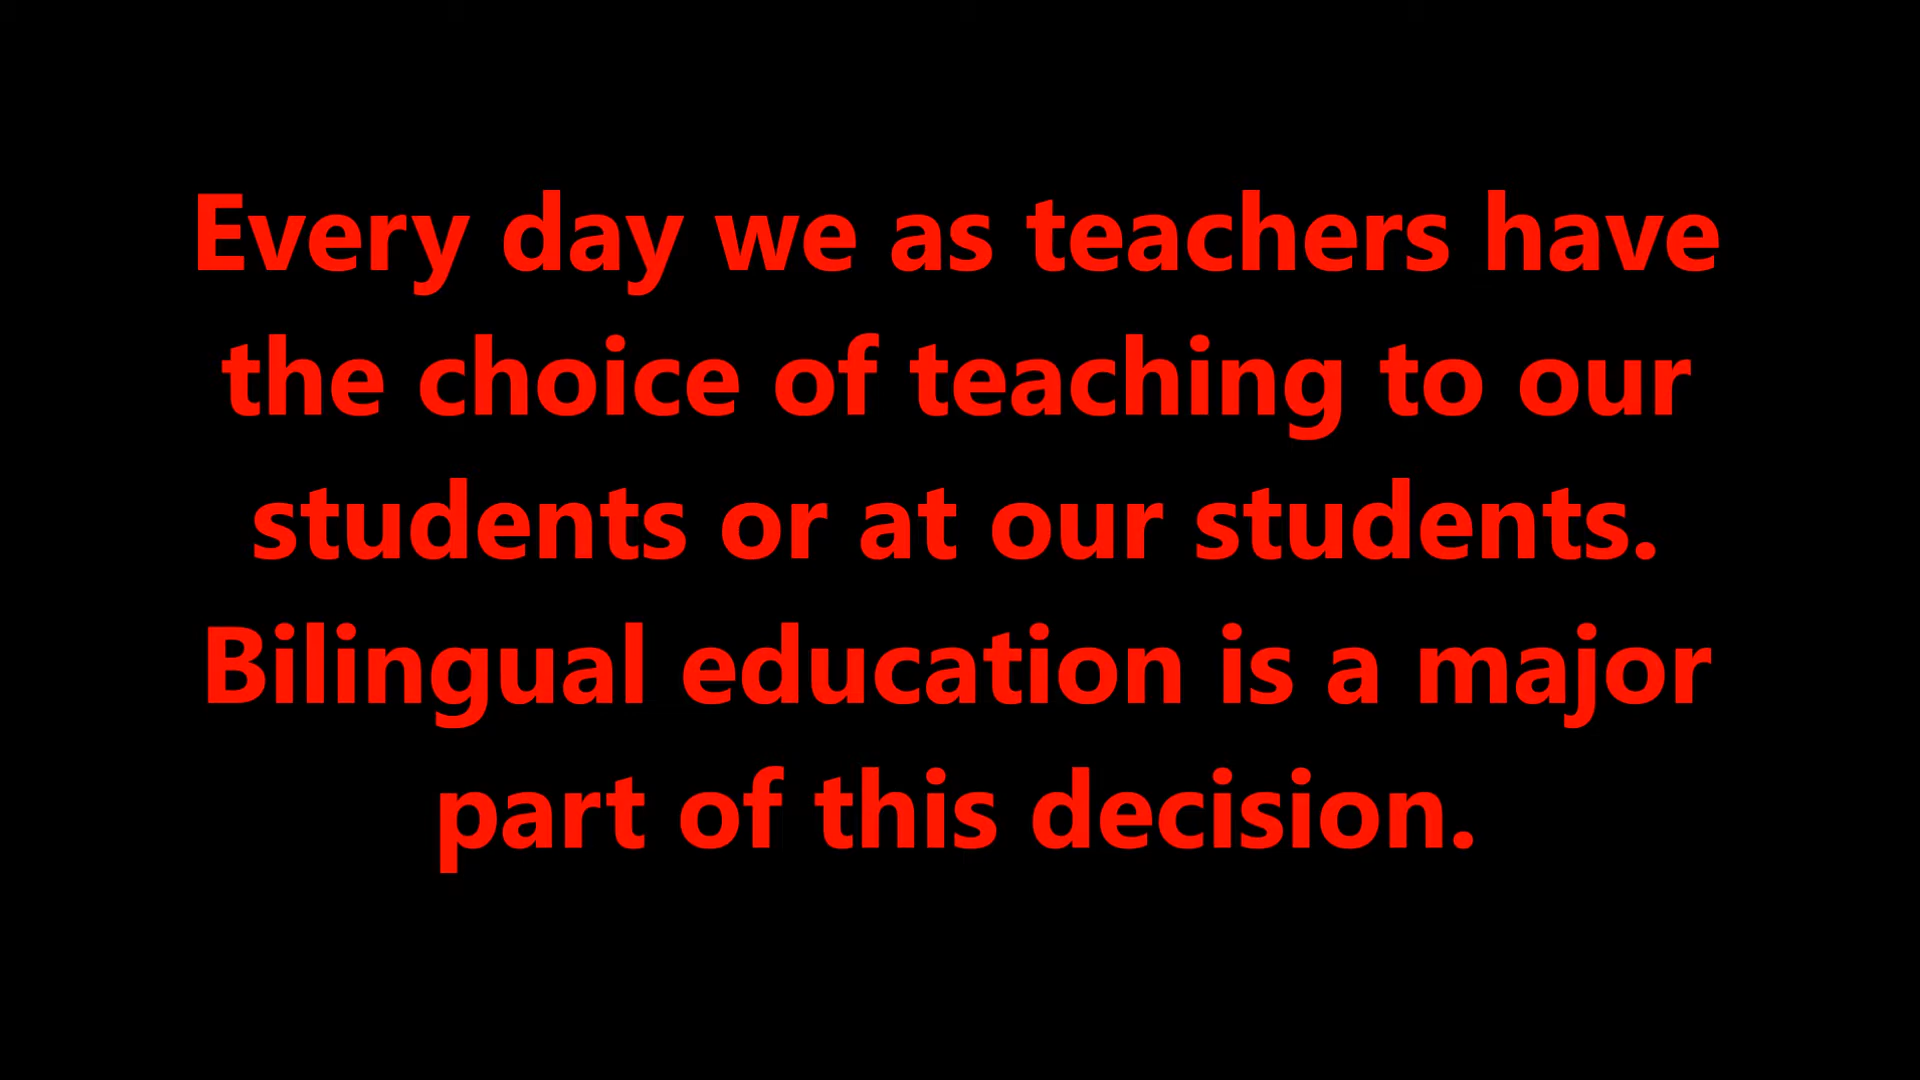 Every day we as teachers have
the choice of teaching to our
students or at our students.
Bilingual education is a major
part of this decision.